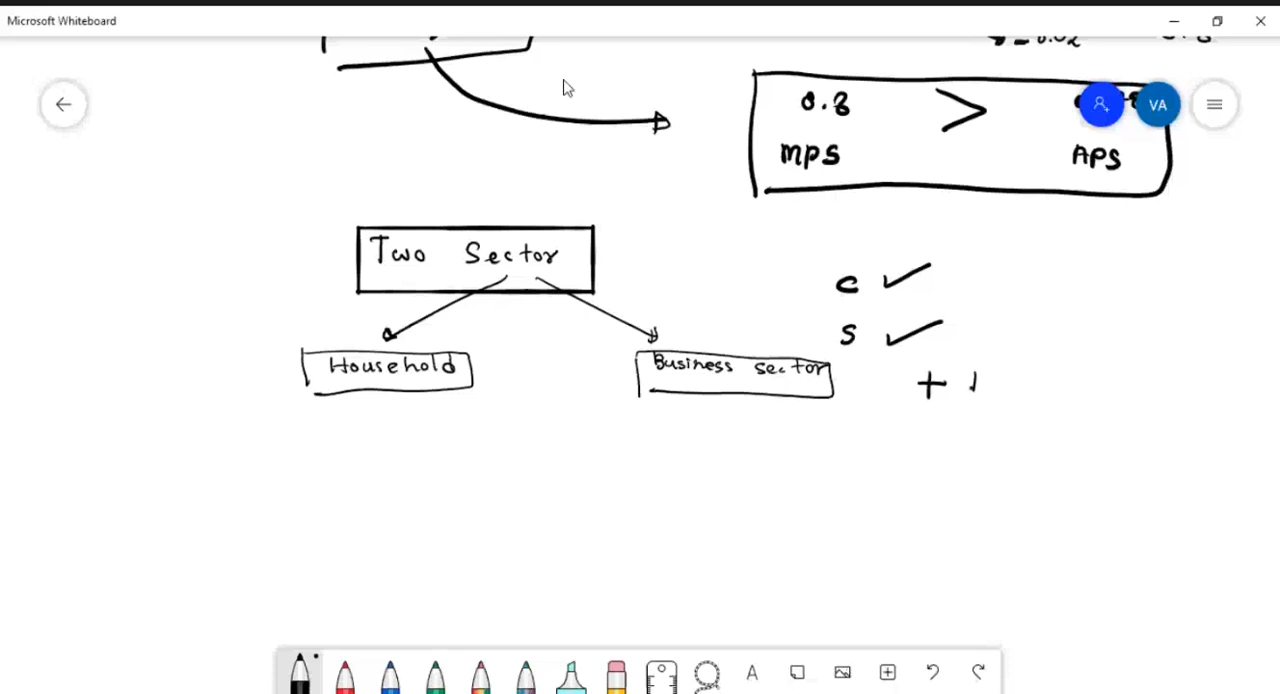 Microsoft Whiteboard
0.8 >
MPS APS
VA
Two Sector
C ✓
S ✓
Household
Business sector
+
A